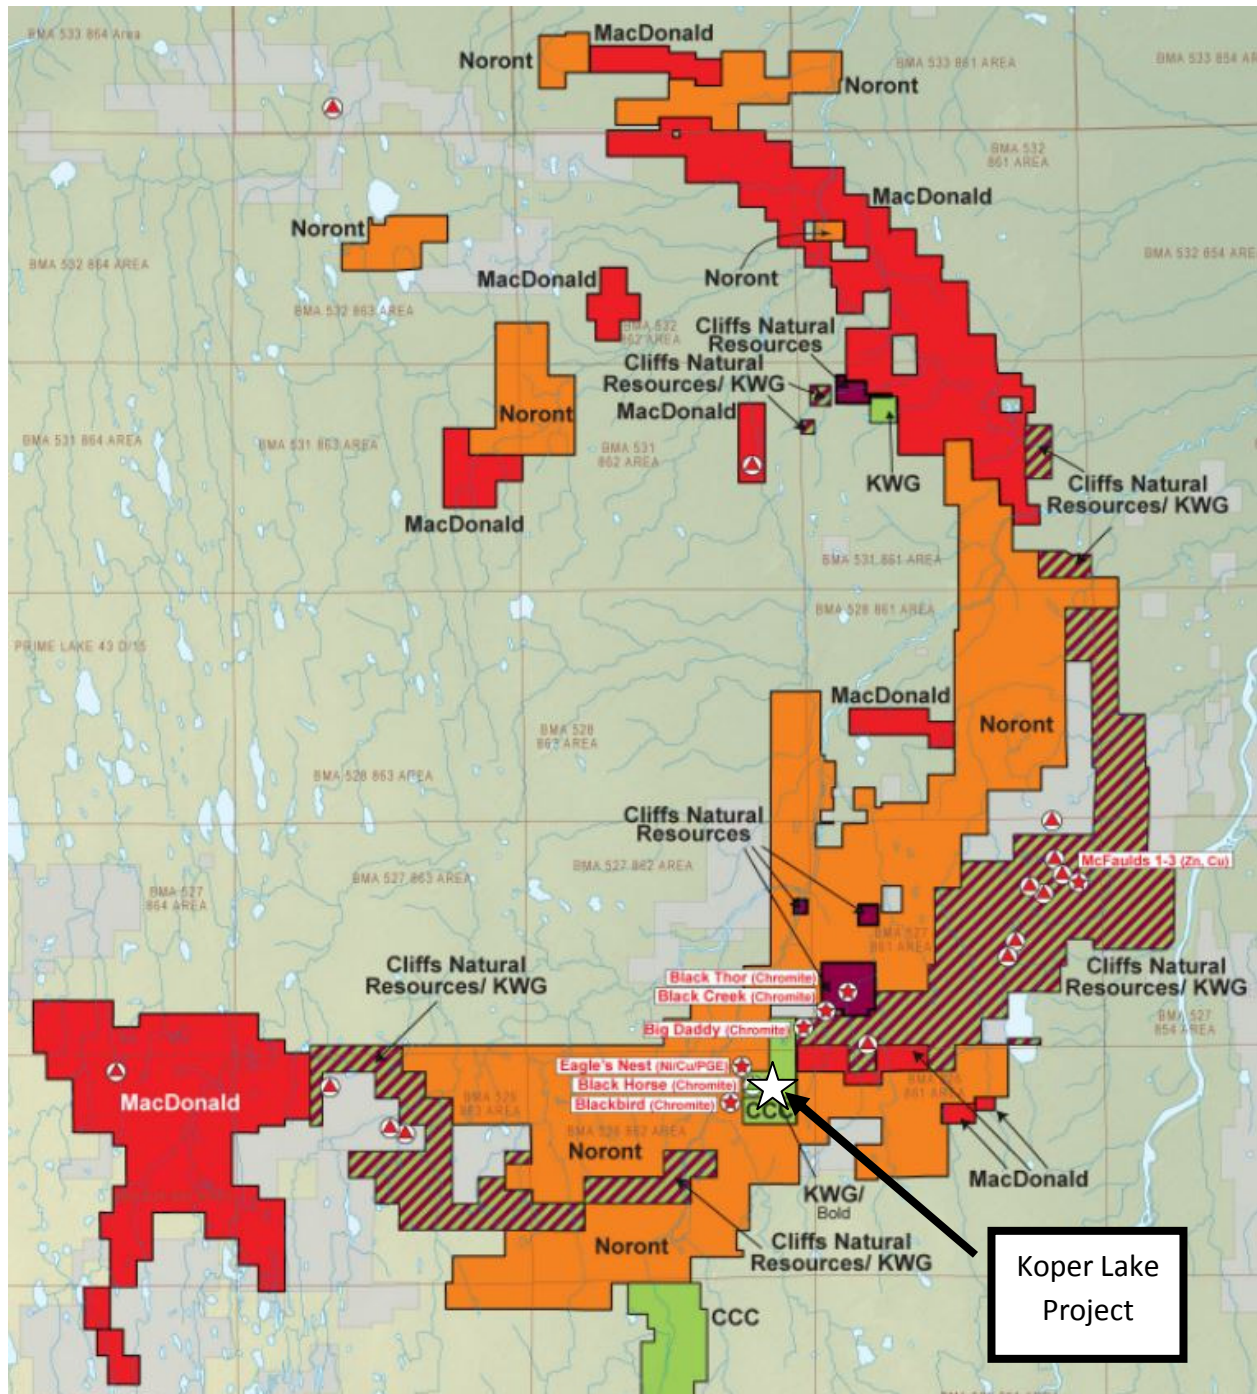 BMA 533 864 Area
MacDonald
Noront
BMA 533 861 AREA
BMA 533 854 AR
Noront
BMA 532
861 AREA
MacDonald
Noront
BMA 532 864 AREA
BMA 532 854 ARE
MacDonald
Noront
BMA 532 863 AREA
BMA 532
862 AREA
Cliffs Natural
Resources
Cliffs Natural
Resources/ KWG
MacDonald
Noront
BMA 531 864 AREA
BMA 531 863 AREA
BMA 531
862 AREA
KWG
Cliffs Natural
Resources/ KWG
MacDonald
BMA 531 861 AREA
BMA 528 861 AREA
PRIME LAKE 43 D/15
MacDonald
Noront
BMA 528
863 AREA
BMA 528 863 AREA
Cliffs Natural
Resources
BMA 527 862 AREA
McFaulds 1-3 (Zn, Cu)
BMA 527 863 AREA
BMA 527
864 AREA
BMA 527
861 AREA
Cliffs Natural
Resources/ KWG
Black Thor (Chromite)
Black Creek (Chromite)
Cliffs Natural
Resources/ KWG
BMA 527
854 AREA
Big Daddy (Chromite)
Eagle's Nest (Ni/Cu/PGE)
Black Horse (Chromite)
Blackbird (Chromite)
MacDonald
CCC
861 AREA
BMA 526
863 AREA
BMA 526 862 AREA
Noront
MacDonald
KWG/
Bold
Noront
Cliffs Natural
Resources/ KWG
Koper Lake
Project
CCC